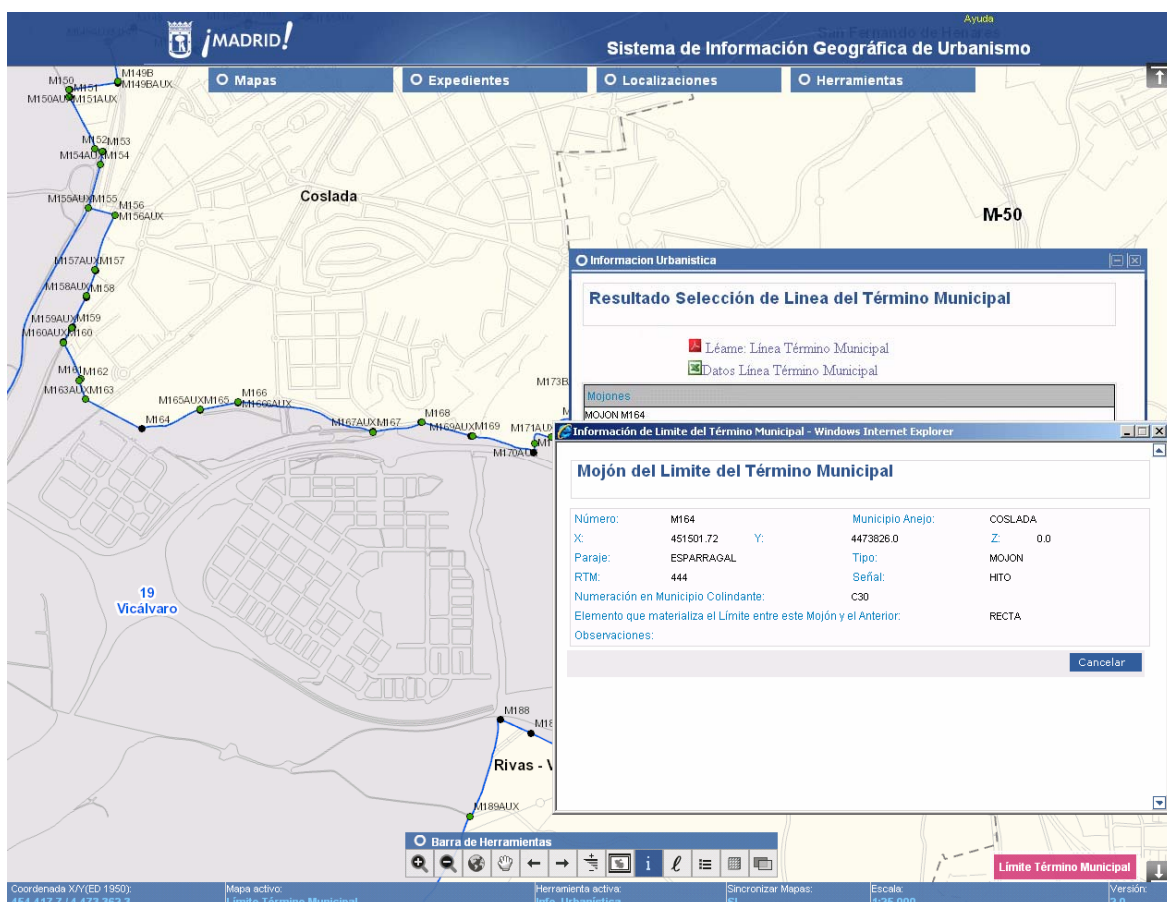 Ayuda
¡MADRID!
Sistema de Información Geográfica de Urbanismo
Mapas
Expedientes
Localizaciones
Herramientas
M149B
M150
M151
M149BAUX
M150AUX
M151AUX
M152
M153
M154AUX
M154
M155AUX
M155
M156
M156AUX
Coslada
M-50
M157AUX
M157
M158AUX
M158
M159AUX
M159
M160AUX
M160
M161
M162
M163AUX
M163
M164
M165AUX
M165
M166
M166AUX
M167AUX
M167
M168
M169AUX
M169
M171AUX
M170AUX
M173B
Informacion Urbanistica
Resultado Selección de Linea del Término Municipal
Léame: Línea Término Municipal
Datos Línea Término Municipal
Mojones
MOJON M164
Información de Limite del Término Municipal - Windows Internet Explorer
Mojón del Limite del Término Municipal
Número: M164 Municipio Anejo: COSLADA
X: 451501.72 Y: 4473826.0 Z: 0.0
Paraje: ESPARRAGAL Tipo: MOJON
RTM: 444 Señal: HITO
Numeración en Municipio Colindante: C30
Elemento que materializa el Límite entre este Mojón y el Anterior: RECTA
Observaciones:
Cancelar
19
Vicálvaro
M188
Rivas - V
M189AUX
Barra de Herramientas
Límite Término Municipal
Coordenada X/Y(ED 1950): Mapa activo: Herramienta activa: Sincronizar Mapas: Escala: Versión: